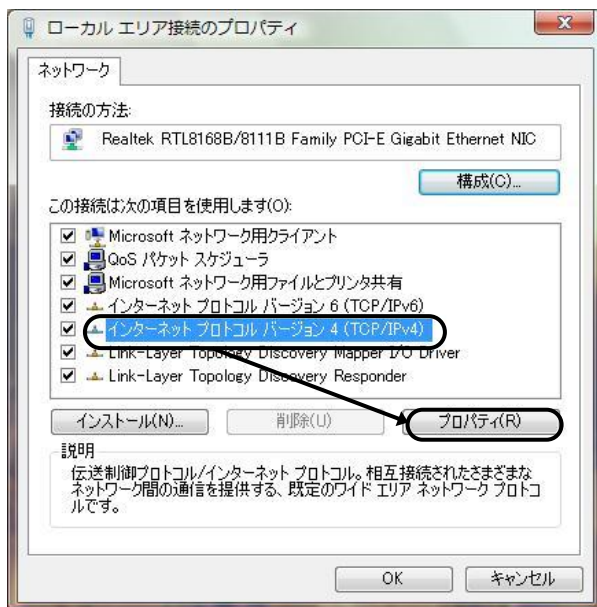 ローカル エリア接続のプロパティ
ネットワーク
接続の方法:
Realtek RTL8168B/8111B Family PCI-E Gigabit Ethernet NIC
構成(C)...
この接続は次の項目を使用します(O):
Microsoft ネットワーク用クライアント
QoS パケット スケジューラ
Microsoft ネットワーク用ファイルとプリンタ共有
インターネット プロトコル バージョン 6 (TCP/IPv6)
インターネット プロトコル バージョン 4 (TCP/IPv4)
Link-Layer Topology Discovery Mapper I/O Driver
Link-Layer Topology Discovery Responder
インストール(N)...
削除(U)
プロパティ(R)
説明
伝送制御プロトコル/インターネット プロトコル。相互接続されたさまざまな
ネットワーク間の通信を提供する、既定のワイド エリア ネットワーク プロトコ
ルです。
OK
キャンセル